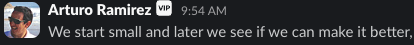 Arturo Ramirez VIP 9:54 AM
We start small and later we see if we can make it better,